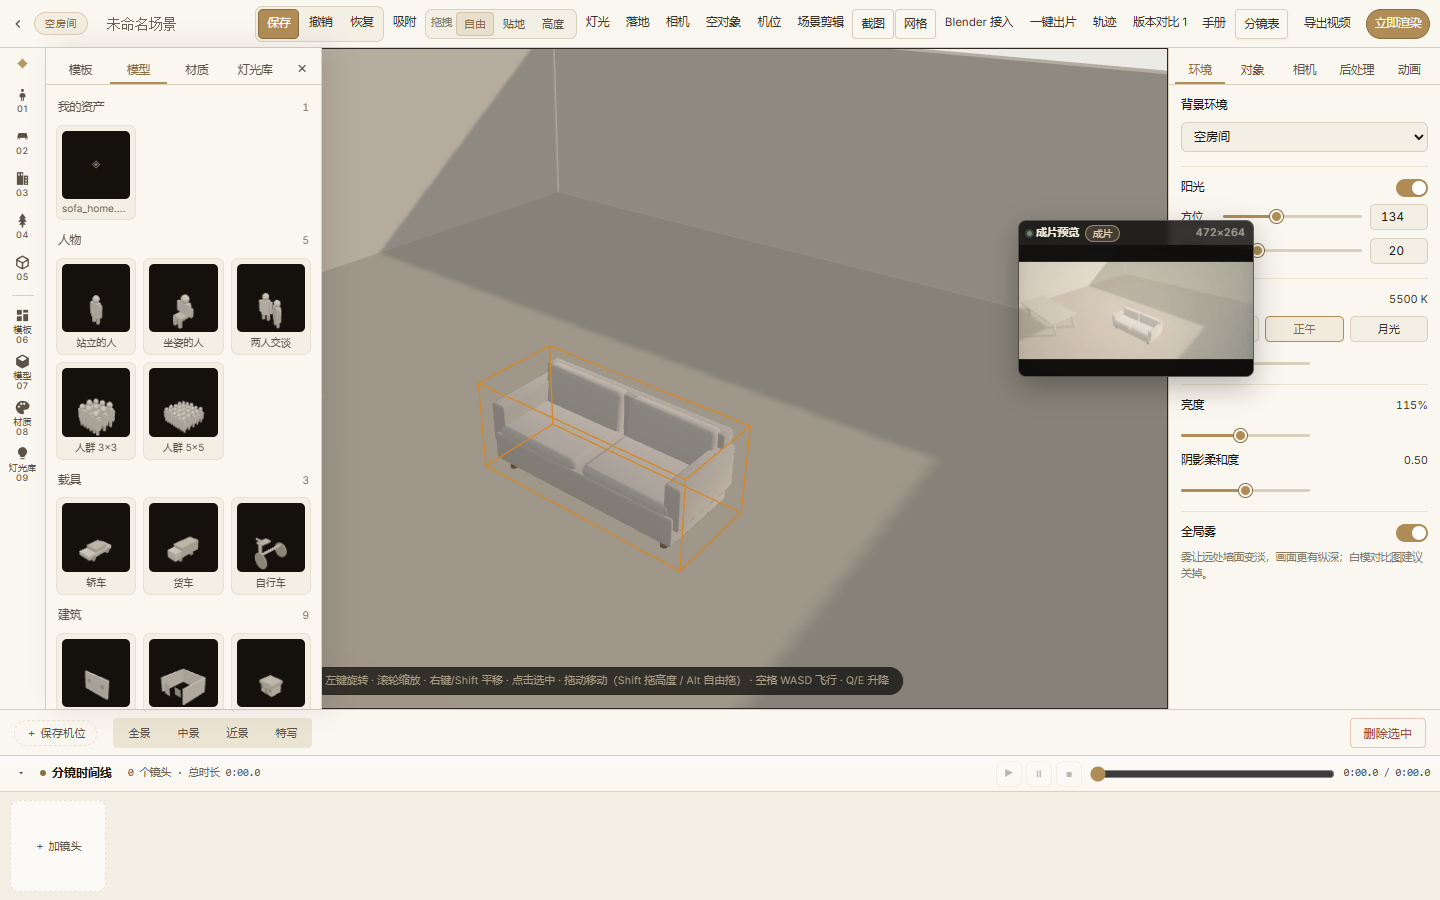 空房间
未命名场景
保存
撤销
恢复
吸附
拖拽
自由
贴地
高度
灯光
落地
相机
空对象
机位
场景剪辑
截图
网格
Blender 接入
一键出片
轨迹
版本对比 1
手册
分镜表
导出视频
立即渲染
01
02
03
04
05
模板
06
模型
07
材质
08
灯光库
09
模板
模型
材质
灯光库
我的资产
1
sofa_home....
人物
5
站立的人
坐姿的人
两人交谈
人群 3×3
人群 5×5
载具
3
轿车
货车
自行车
建筑
9
左键旋转 · 滚轮缩放 · 右键/Shift 平移 · 点击选中 · 拖动移动（Shift 拖高度 / Alt 自由拖） · 空格 WASD 飞行 · Q/E 升降
成片预览
成片
472×264
环境
对象
相机
后处理
动画
背景环境
空房间
阳光
方位
134
20
5500 K
正午
月光
亮度
115%
阴影柔和度
0.50
全局雾
雾让远处墙面变淡，画面更有纵深；白模对比图建议
关掉。
+ 保存机位
全景
中景
近景
特写
删除选中
分镜时间线
0 个镜头 · 总时长 0:00.0
0:00.0 / 0:00.0
+ 加镜头